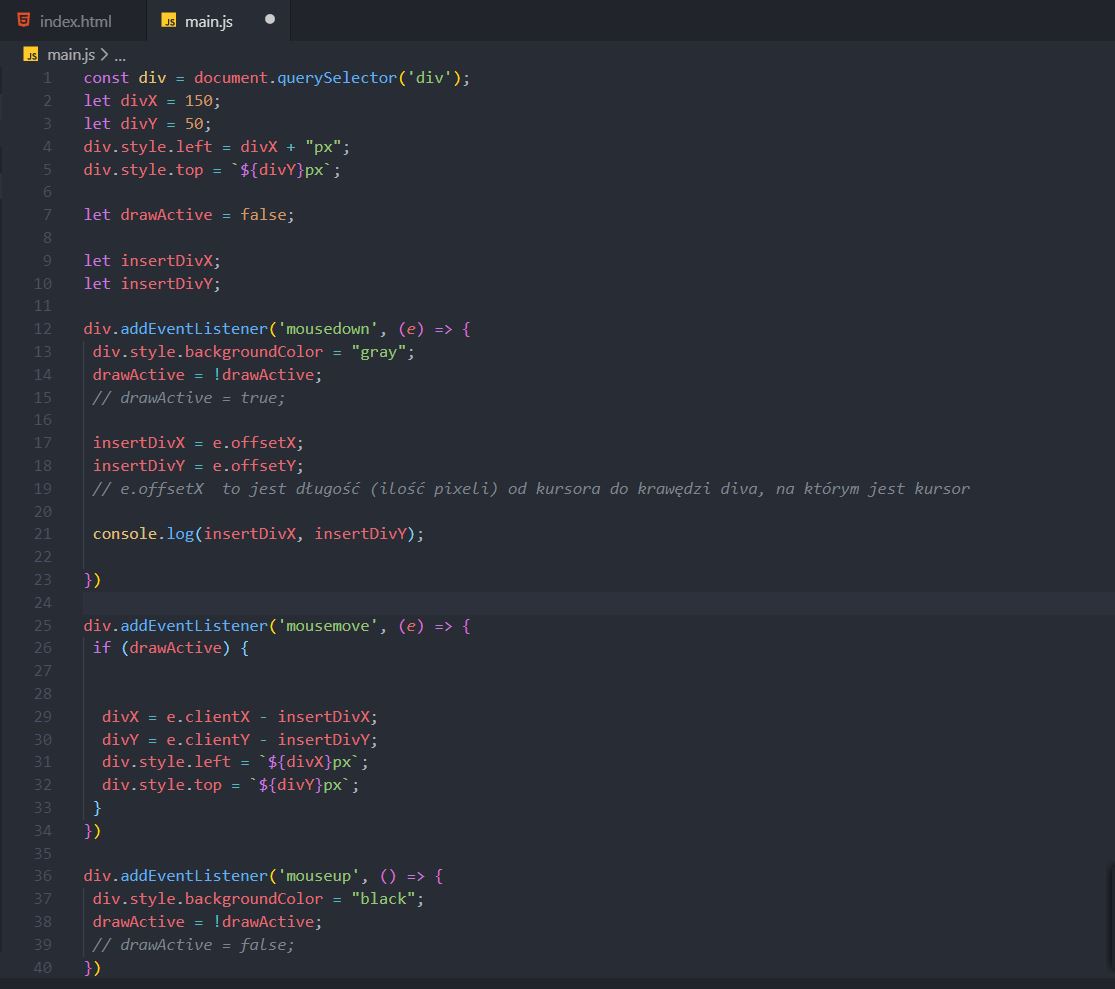 index.html
main.js
main.js > ...
1 const div = document.querySelector('div');
2 let divX = 150;
3 let divY = 50;
4 div.style.left = divX + "px";
5 div.style.top = `${divY}px`;
6
7 let drawActive = false;
8
9 let insertDivX;
10 let insertDivY;
11
12 div.addEventListener('mousedown', (e) => {
13 div.style.backgroundColor = "gray";
14 drawActive = !drawActive;
15 // drawActive = true;
16
17 insertDivX = e.offsetX;
18 insertDivY = e.offsetY;
19 // e.offsetX  to jest długość (ilość pixeli) od kursora do krawędzi diva, na którym jest kursor
20
21 console.log(insertDivX, insertDivY);
22
23 })
24
25 div.addEventListener('mousemove', (e) => {
26 if (drawActive) {
27
28
29 divX = e.clientX - insertDivX;
30 divY = e.clientY - insertDivY;
31 div.style.left = `${divX}px`;
32 div.style.top = `${divY}px`;
33 }
34 })
35
36 div.addEventListener('mouseup', () => {
37 div.style.backgroundColor = "black";
38 drawActive = !drawActive;
39 // drawActive = false;
40 })